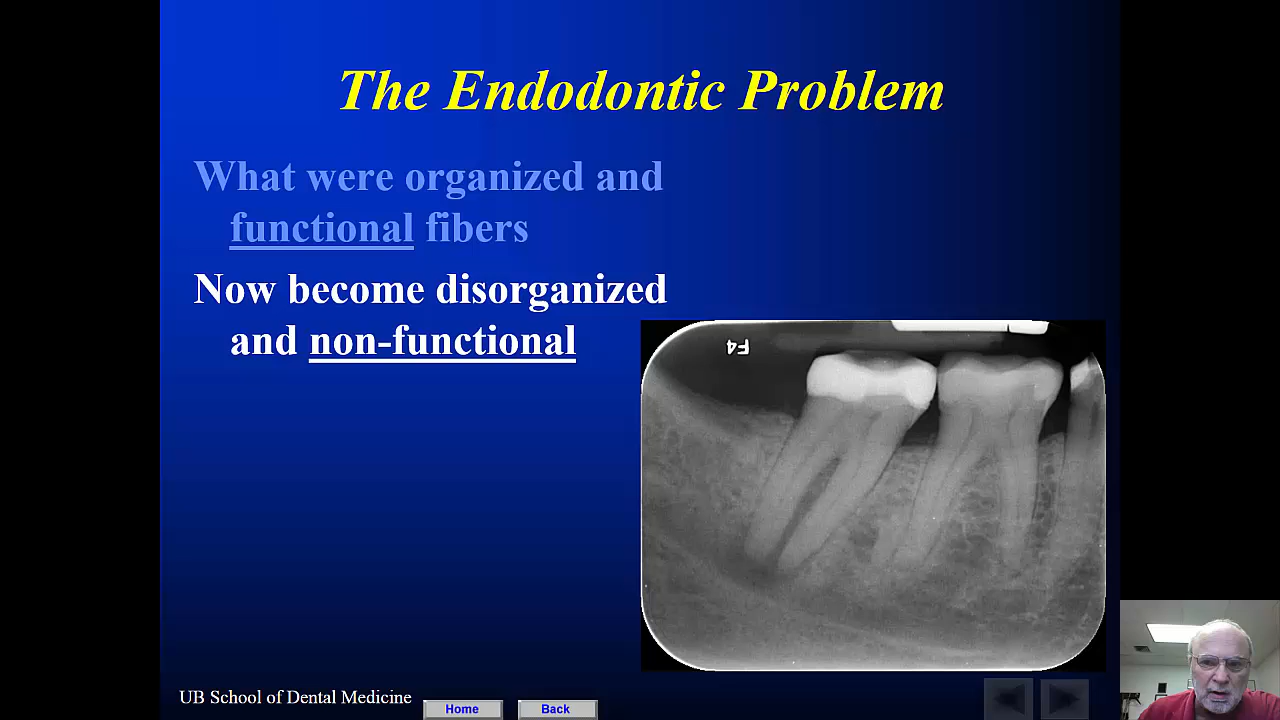 The Endodontic Problem
What were organized and
functional fibers
Now become disorganized
and non-functional
F4
UB School of Dental Medicine
Home
Back